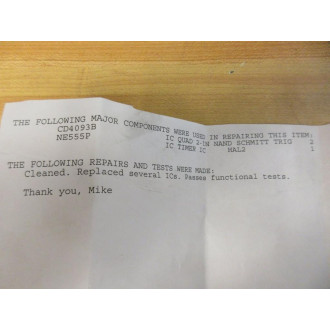 THE FOLLOWING MAJOR COMPONENTS WERE USED IN REPAIRING THIS ITEM:
CD4093B IC QUAD 2-IN NAND SCHMITT TRIG 2
NE555P IC TIMER IC HAL2 1
THE FOLLOWING REPAIRS AND TESTS WERE MADE:
Cleaned. Replaced several ICs. Passes functional tests.
Thank you, Mike